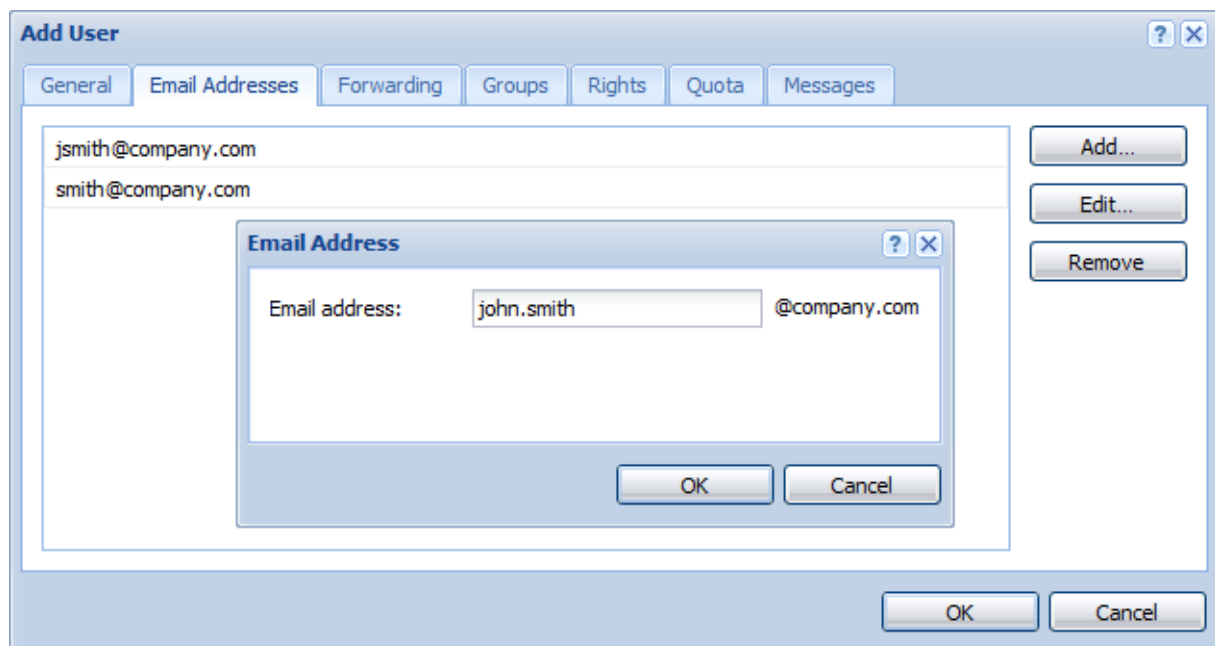 Add User
General Email Addresses Forwarding Groups Rights Quota Messages
jsmith@company.com
Add...
smith@company.com
Edit...
Email Address
Remove
Email address: john.smith @company.com
OK Cancel
OK Cancel